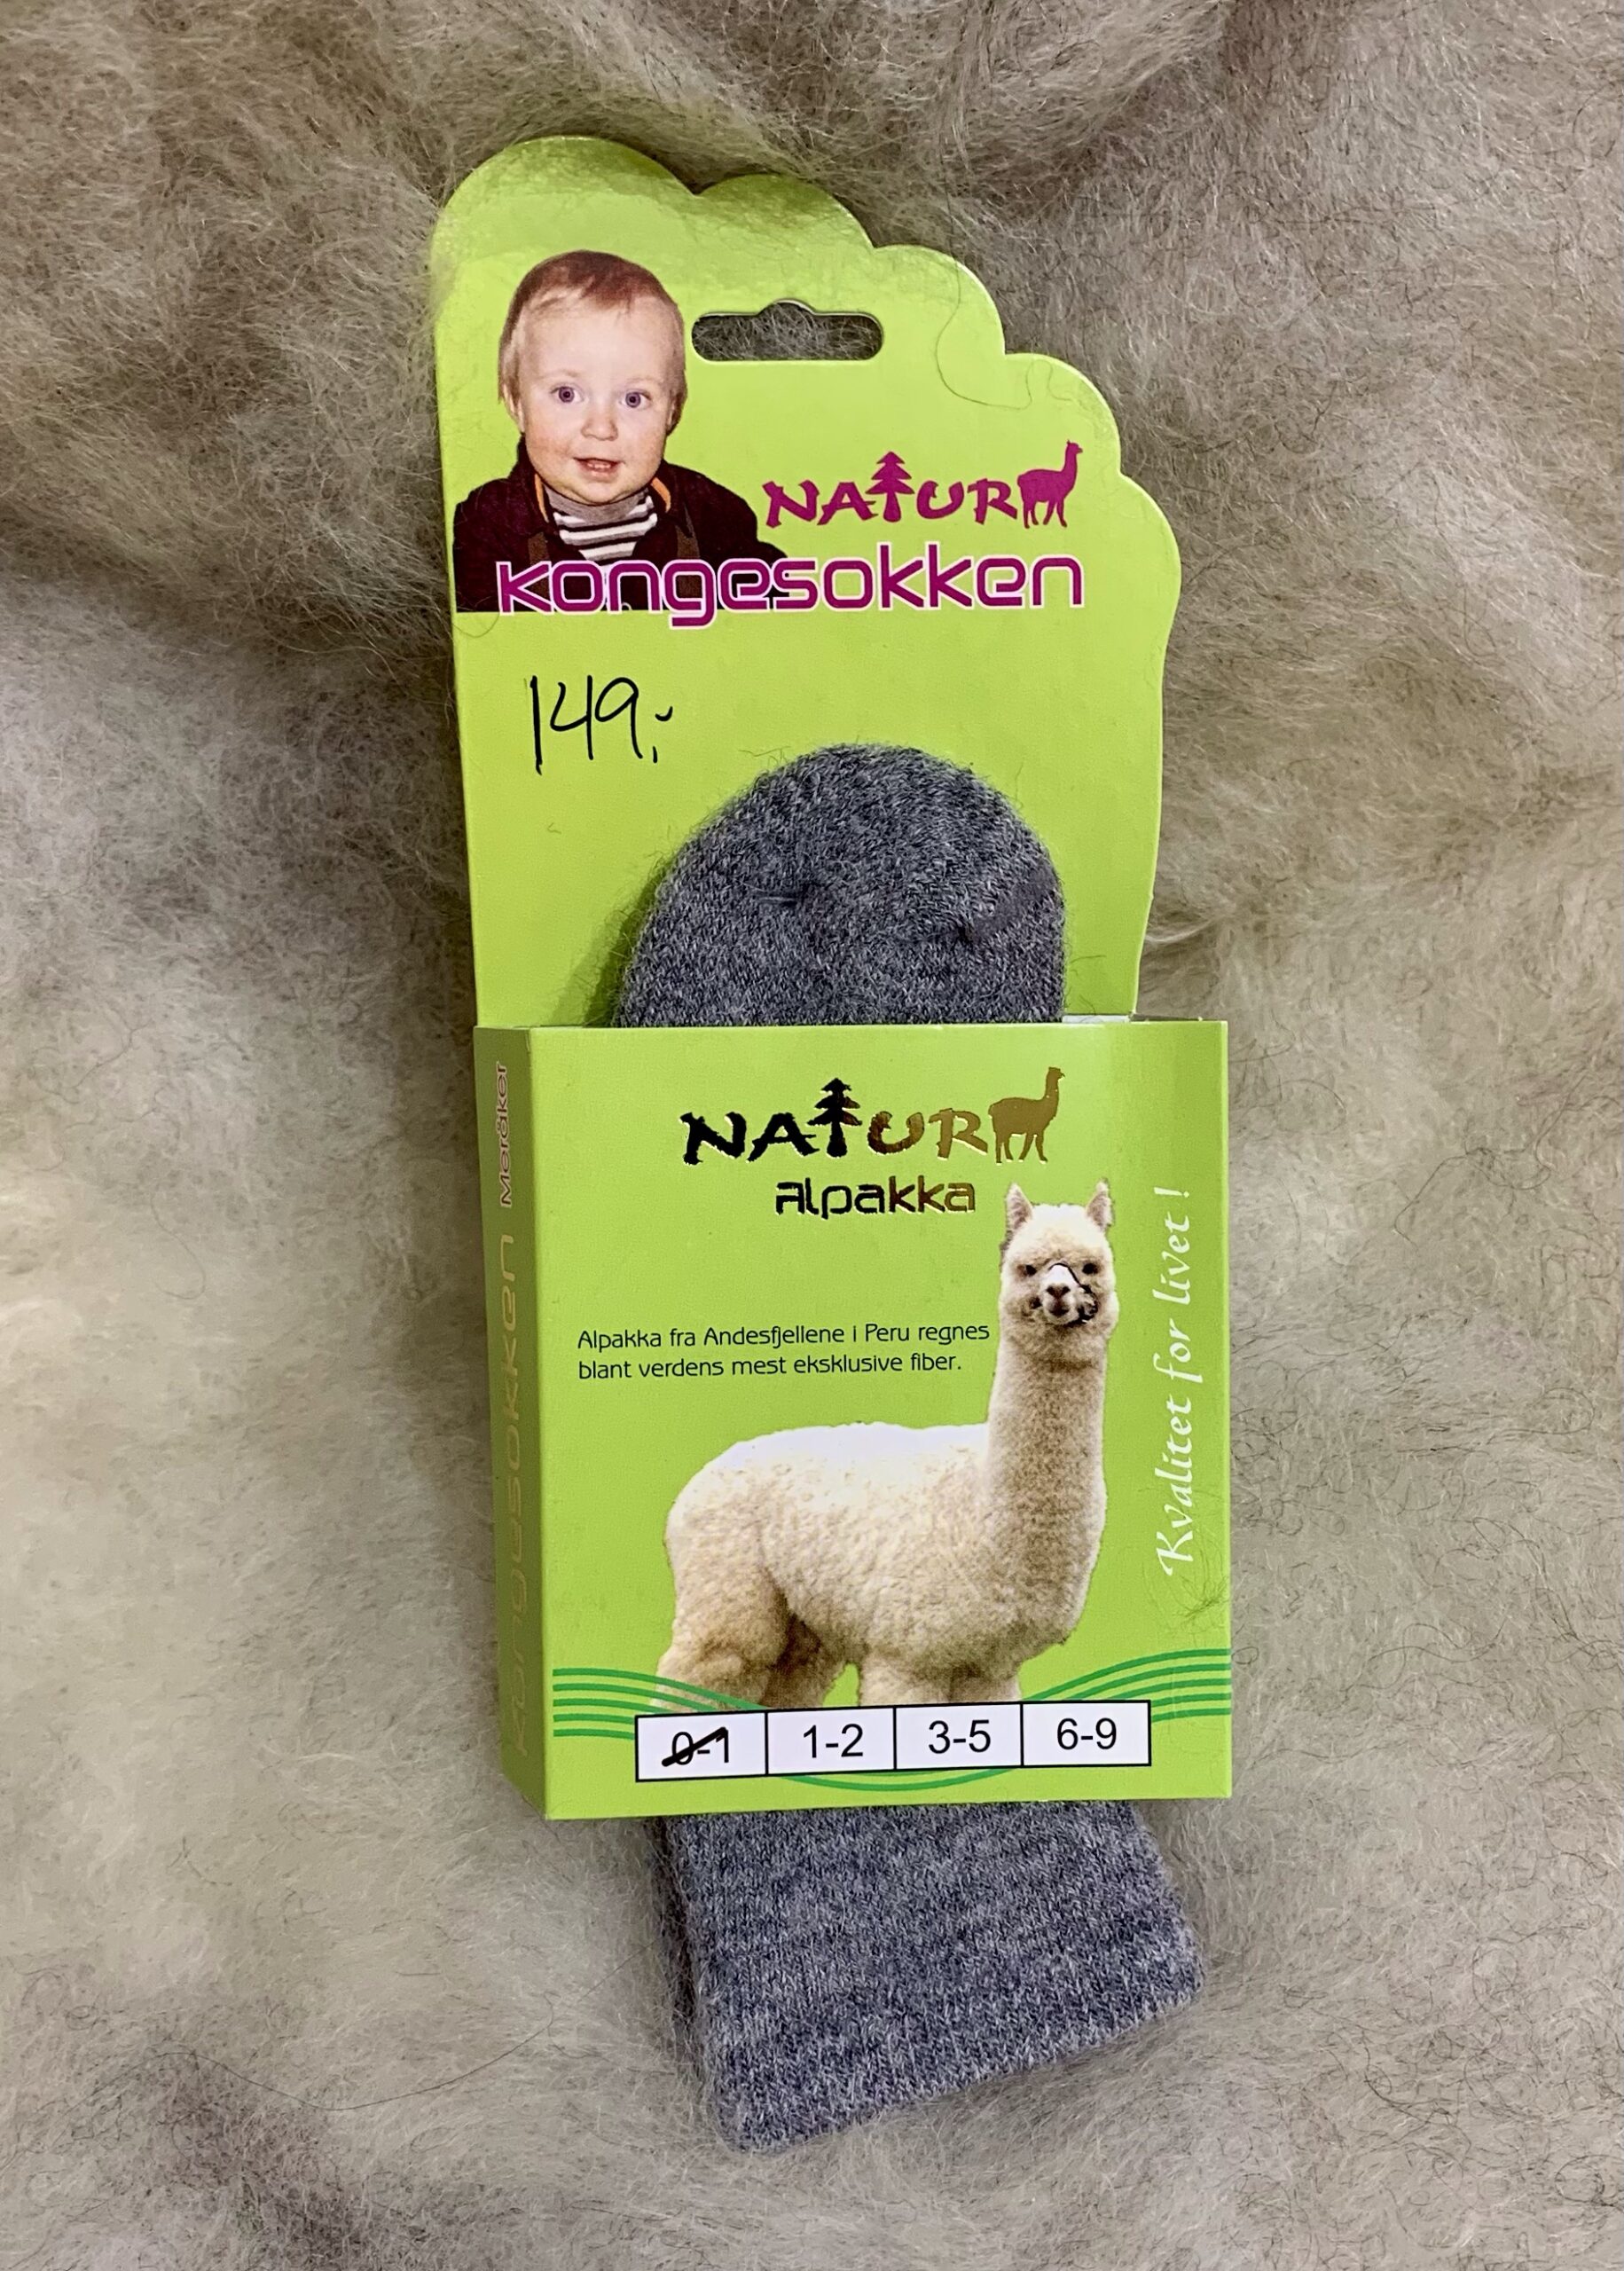 NATUR
Kongesokken
149,-
NATUR
alpakka
Alpakka fra Andesfjellene i Peru regnes
blant verdens mest eksklusive fiber.
Kvalitet for livet!
0-1 1-2 3-5 6-9
Kongesokken Meråker